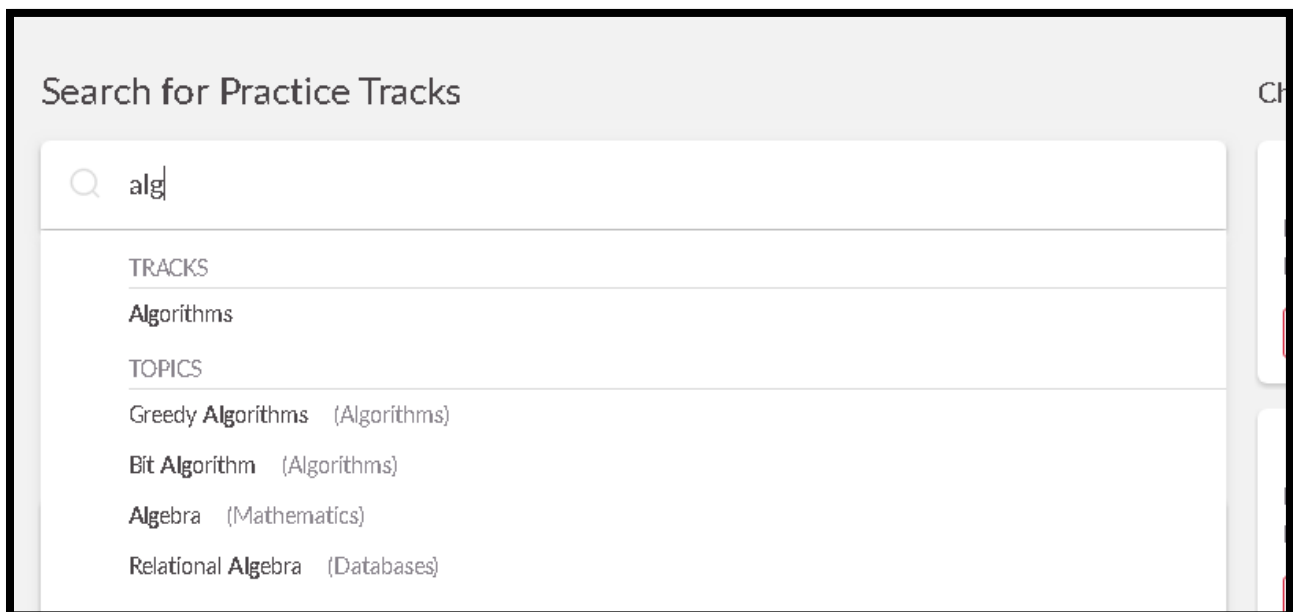 Search for Practice Tracks
Ch
alg
TRACKS
Algorithms
TOPICS
Greedy Algorithms (Algorithms)
Bit Algorithm (Algorithms)
Algebra (Mathematics)
Relational Algebra (Databases)